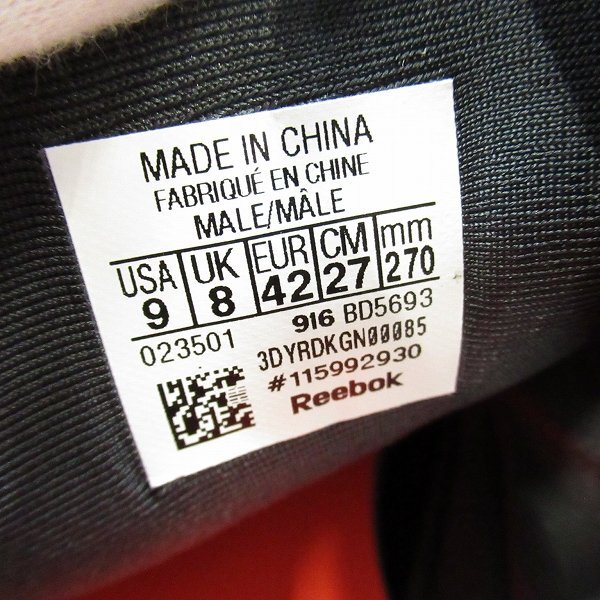 MADE IN CHINA
FABRIQUÉ EN CHINE
MALE/MÂLE
USA UK EUR CM mm
9 8 42 27 270
023501 916 BD5693
3DYRDKGN00085
#115992930
Reebok